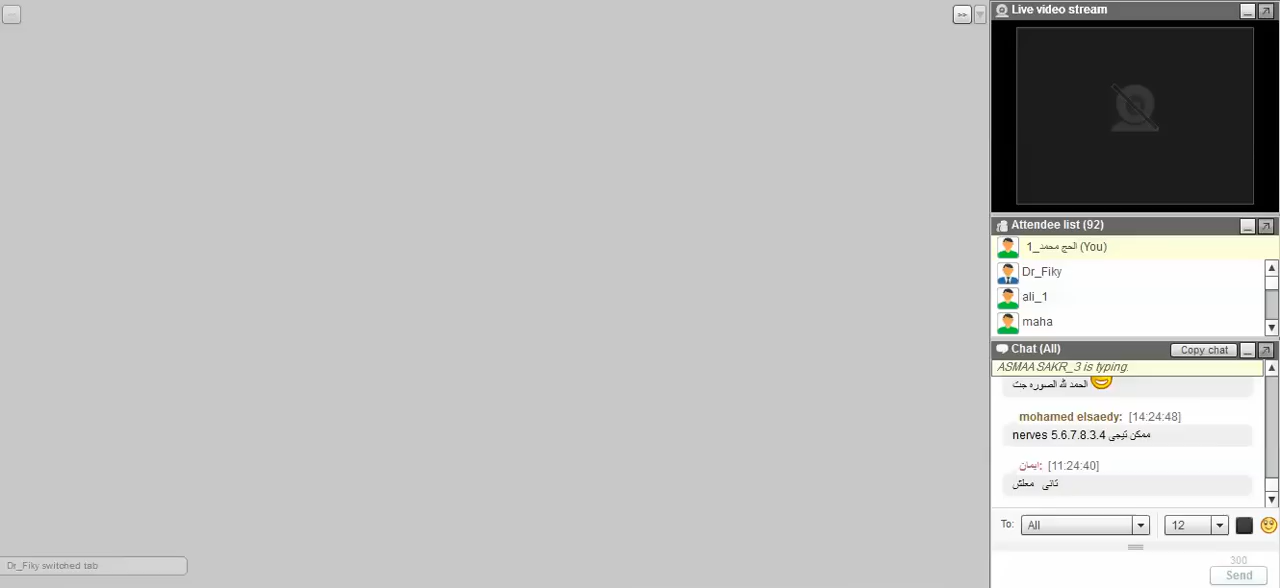 >>
Live video stream
Attendee list (92)
الحج محمد_1 (You)
Dr_Fiky
ali_1
maha
Chat (All)
Copy chat
ASMAA SAKR_3 is typing.
الحمد لله الصوره جت
mohamed elsaedy: [14:24:48]
nerves 5.6.7.8.3.4 ممكن تيجى
ايمان: [11:24:40]
تانى معلش
To: All 12
300
Send
Dr_Fiky switched tab